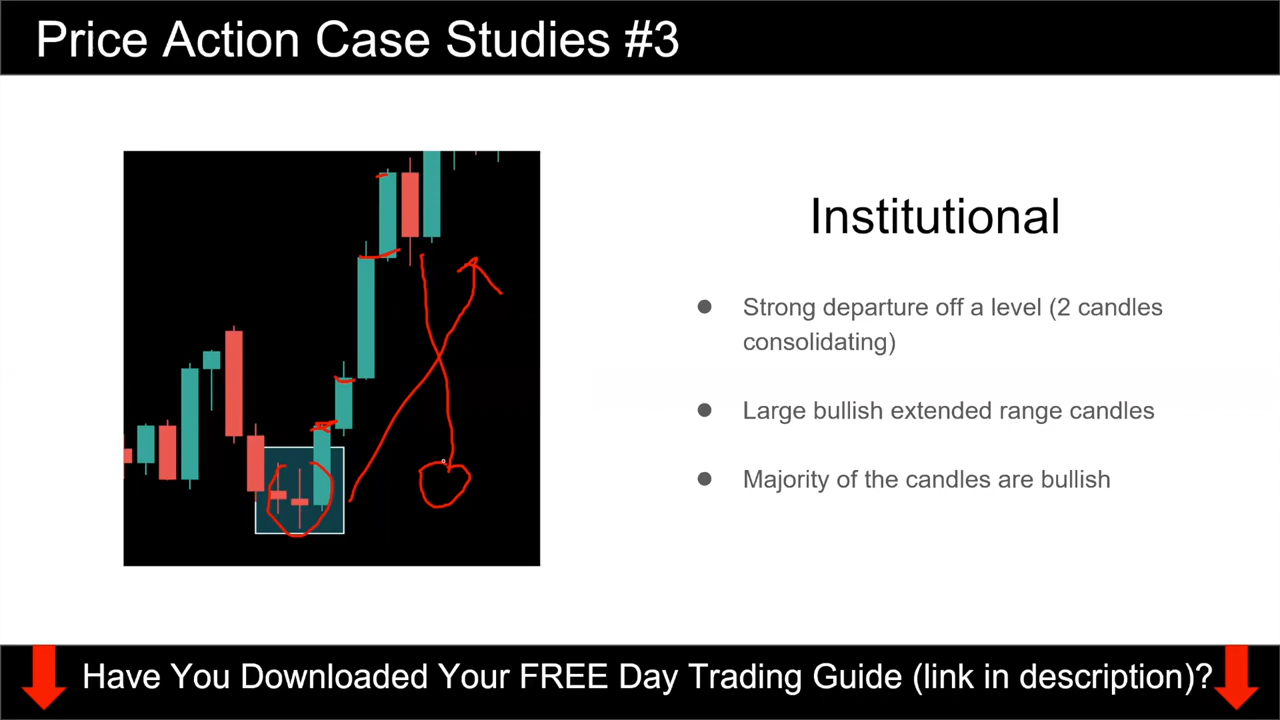 Price Action Case Studies #3
Institutional
● Strong departure off a level (2 candles
consolidating)
● Large bullish extended range candles
● Majority of the candles are bullish
Have You Downloaded Your FREE Day Trading Guide (link in description)?